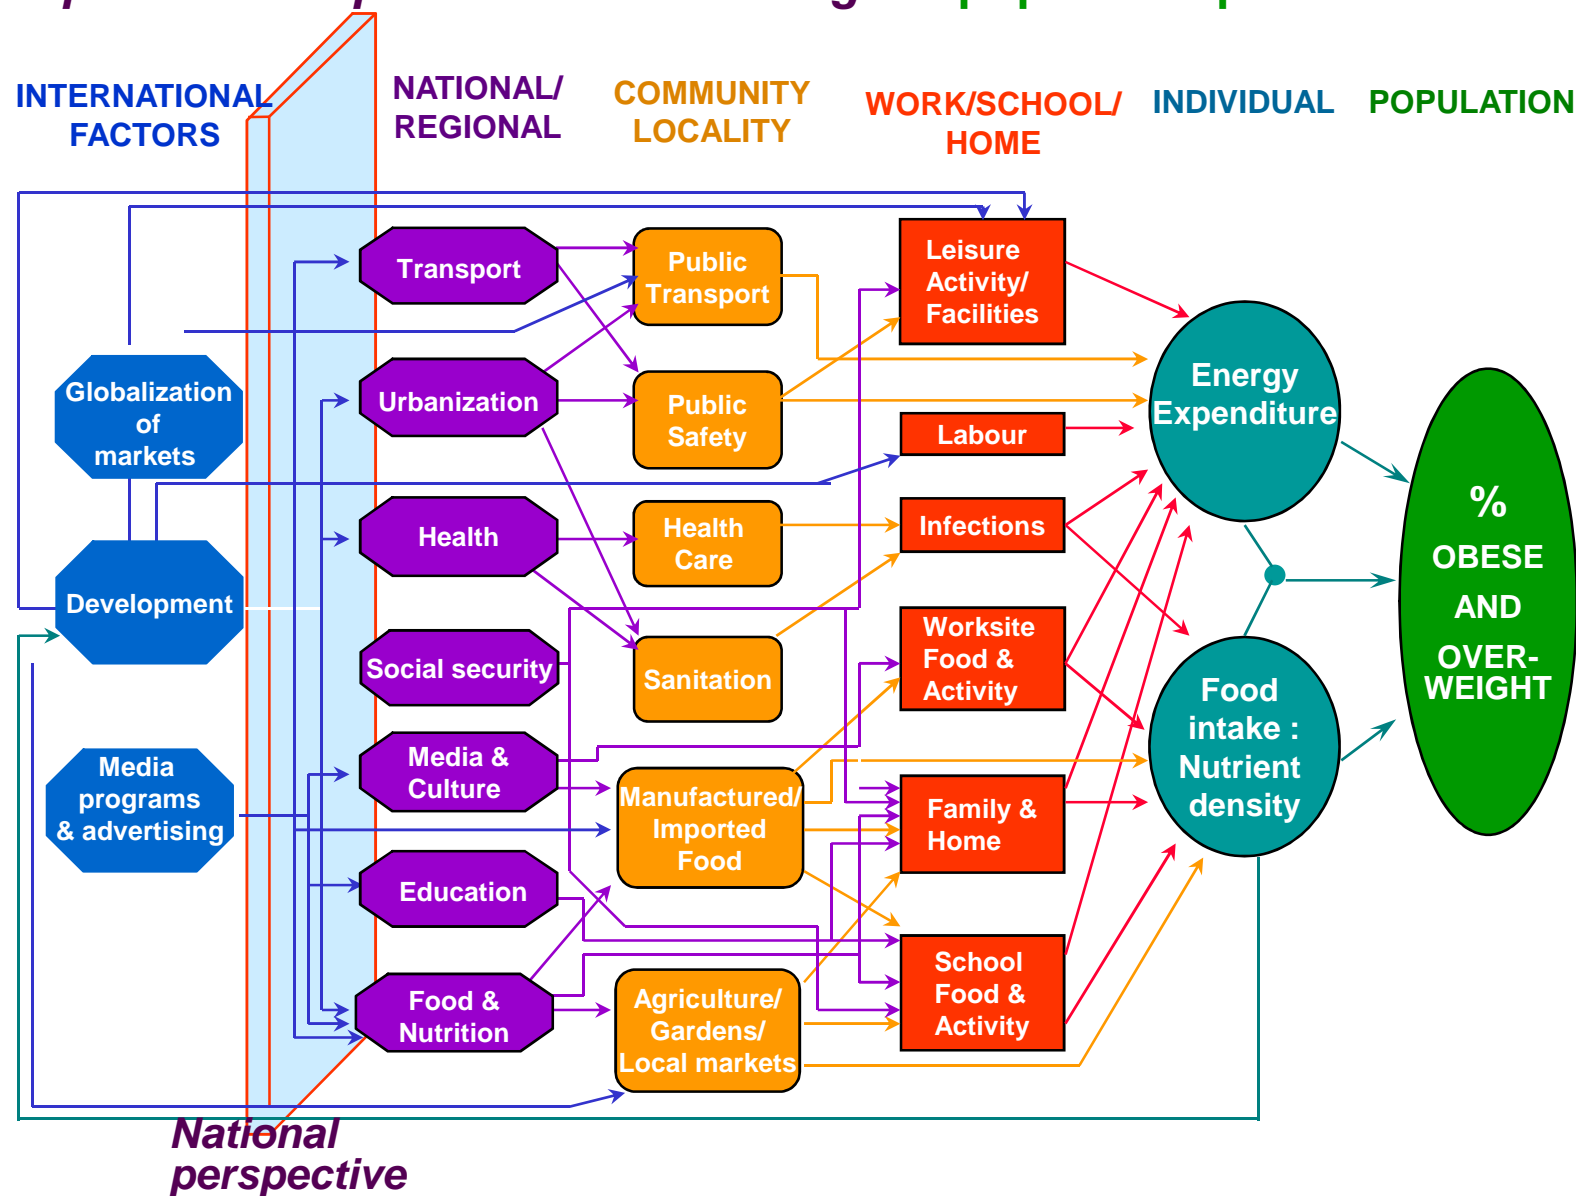 INTERNATIONAL
FACTORS
NATIONAL/
REGIONAL
COMMUNITY
LOCALITY
WORK/SCHOOL/
HOME
INDIVIDUAL
POPULATION
Globalization
of
markets
Development
Media
programs
& advertising
Transport
Urbanization
Health
Social security
Media &
Culture
Education
Food &
Nutrition
Public
Transport
Public
Safety
Health
Care
Sanitation
Manufactured/
Imported
Food
Agriculture/
Gardens/
Local markets
Leisure
Activity/
Facilities
Labour
Infections
Worksite
Food &
Activity
Family &
Home
School
Food &
Activity
Energy
Expenditure
Food
intake :
Nutrient
density
%
OBESE
AND
OVER-
WEIGHT
National
perspective